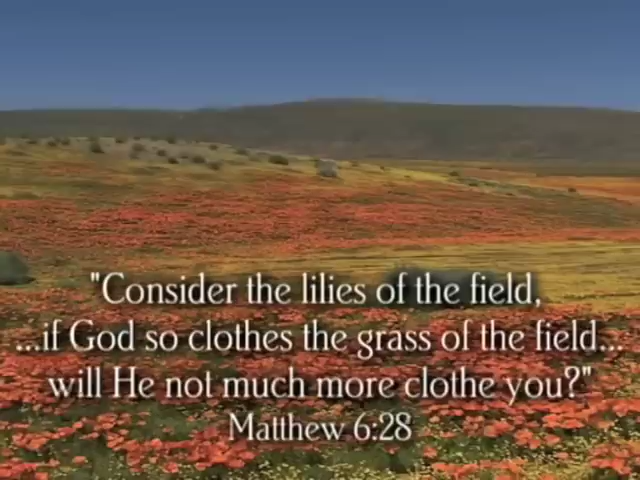 "Consider the lilies of the field,
...if God so clothes the grass of the field...
will He not much more clothe you?"
Matthew 6:28